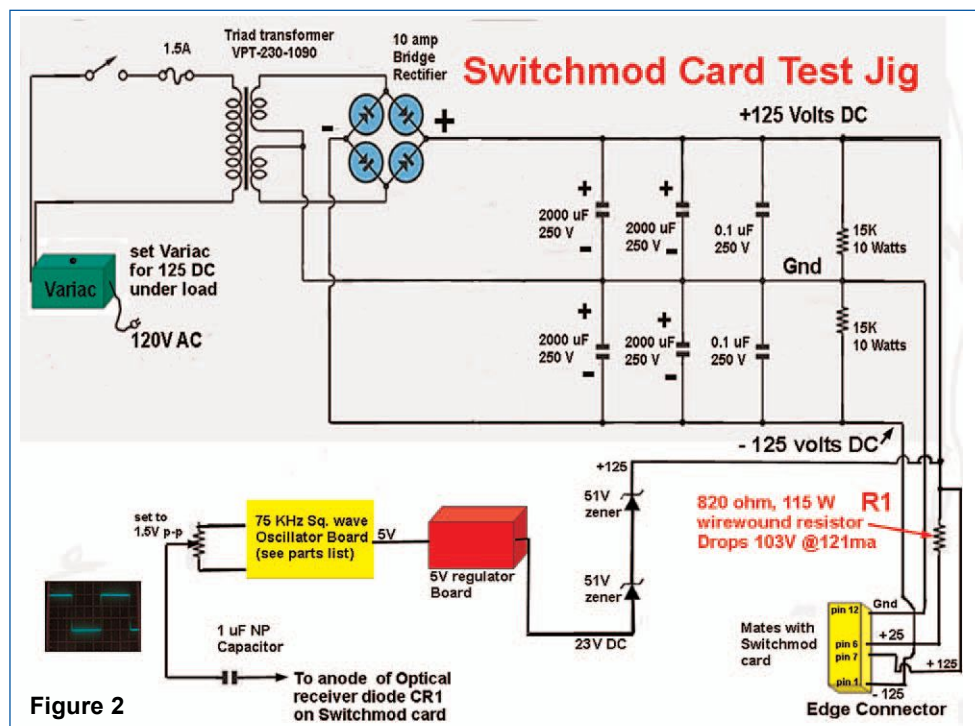 Triad transformer
VPT-230-1090
1.5A
10 amp
Bridge
Rectifier
Switchmod Card Test Jig
+125 Volts DC
-
+
+
2000 uF
250 V
-
+
2000 uF
250 V
-
0.1 uF
250 V
15K
10 Watts
Gnd
set Variac
for 125 DC
under load
Variac
120V AC
+
2000 uF
250 V
-
+
2000 uF
250 V
-
0.1 uF
250 V
15K
10 Watts
- 125 volts DC
+125
51V
zener
820 ohm, 115 W
wirewound resistor
Drops 103V @121ma
R1
set to
1.5V p-p
75 KHz Sq. wave
Oscillator Board
(see parts list)
5V
5V regulator
Board
51V
zener
23V DC
1 uF NP
Capacitor
To anode of Optical
receiver diode CR1
on Switchmod card
Mates with
Switchmod
card
pin 12
Gnd
pin 6
+25
pin 7
+125
pin 1
- 125
Edge Connector
Figure 2